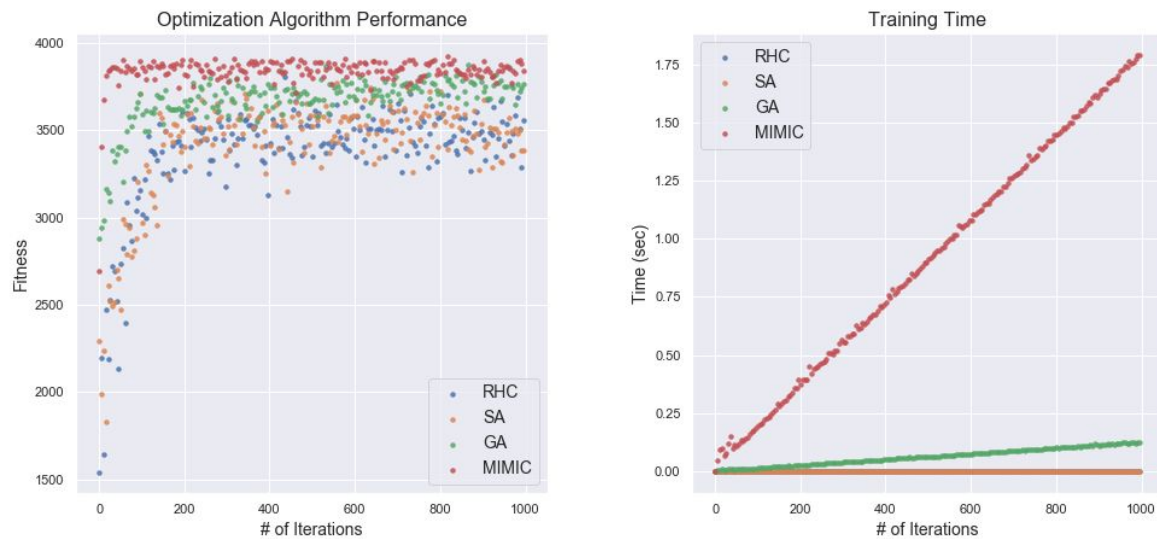 Optimization Algorithm Performance
4000
3500
3000
2500
2000
1500
Fitness
0
200
400
600
800
1000
# of Iterations
RHC
SA
GA
MIMIC
Training Time
1.75
1.50
1.25
1.00
0.75
0.50
0.25
0.00
Time (sec)
0
200
400
600
800
1000
# of Iterations
RHC
SA
GA
MIMIC